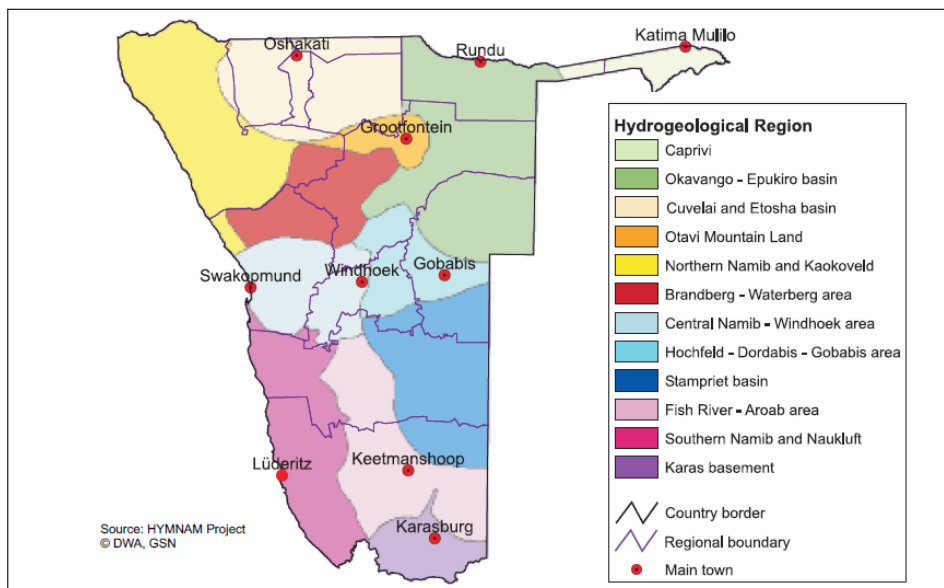 Oshakati
Rundu
Katima Mulilo
Grootfontein
Swakopmund
Windhoek
Gobabis
Lüderitz
Keetmanshoop
Karasburg
Source: HYMNAM Project
© DWA, GSN
Hydrogeological Region
Caprivi
Okavango - Epukiro basin
Cuvelai and Etosha basin
Otavi Mountain Land
Northern Namib and Kaokoveld
Brandberg - Waterberg area
Central Namib - Windhoek area
Hochfeld - Dordabis - Gobabis area
Stampriet basin
Fish River - Aroab area
Southern Namib and Naukluft
Karas basement
Country border
Regional boundary
Main town